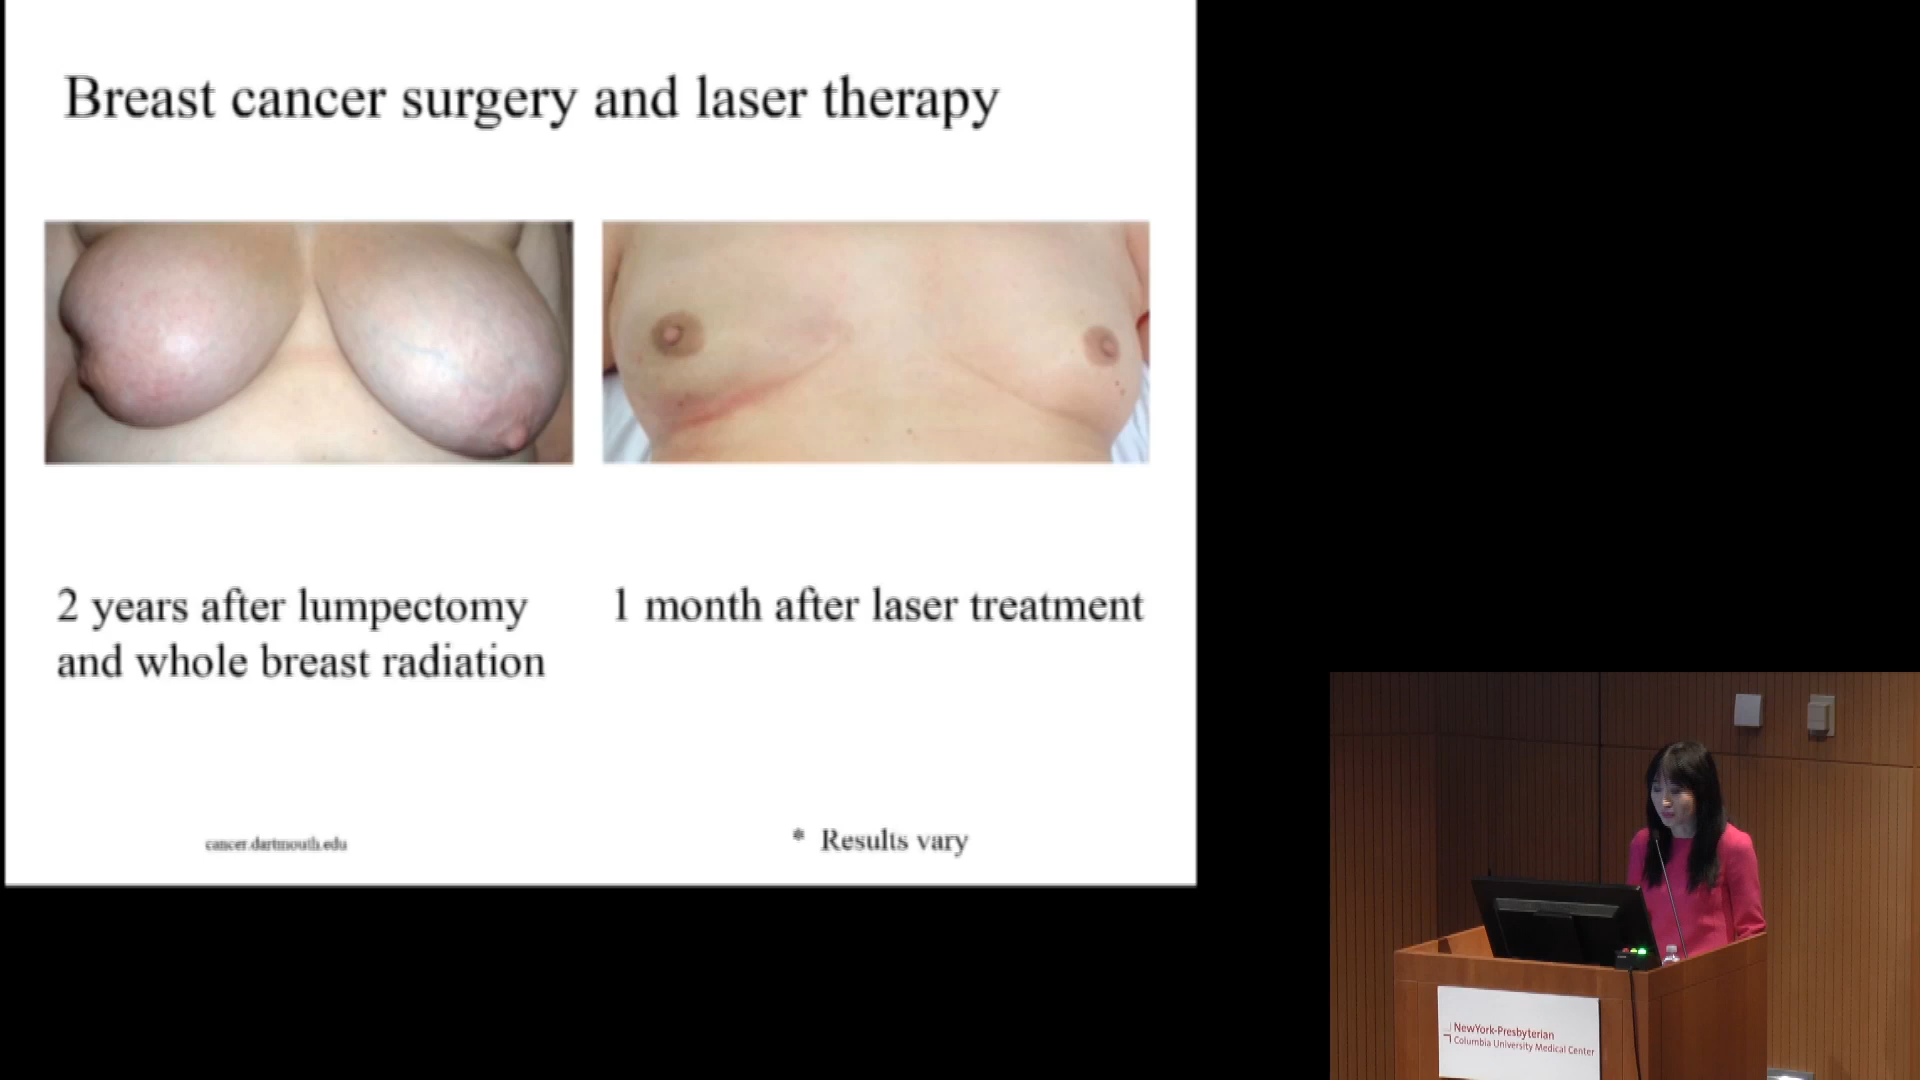 Breast cancer surgery and laser therapy
2 years after lumpectomy
and whole breast radiation
1 month after laser treatment
cancer.dartmouth.edu
* Results vary
NewYork-Presbyterian
Columbia University Medical Center